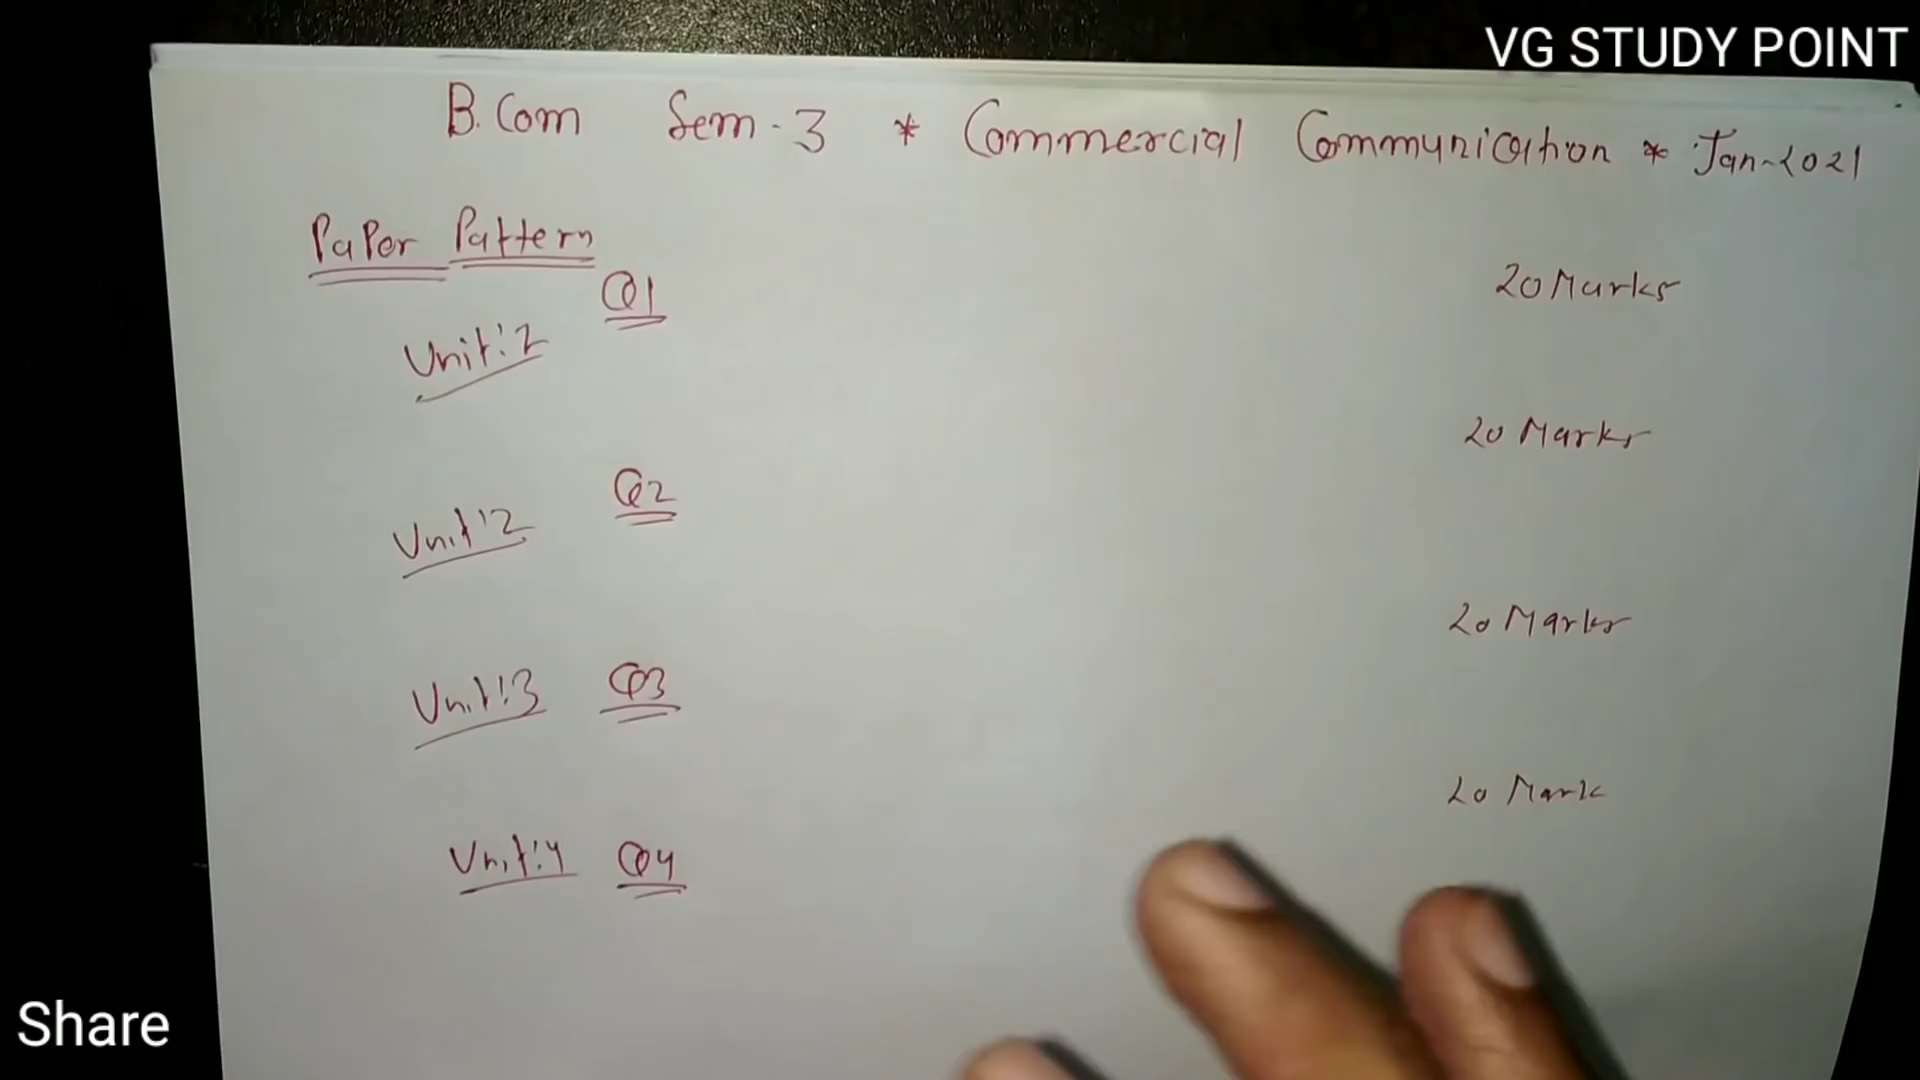 VG STUDY POINT
B. Com Sem-3 * Commercial Communication * Jan-2021
Paper Pattern
Q1
20 Marks
Unit:2
20 Marks
Q2
Unit:2
20 Marks
Unit:3 Q3
20 Mark
Unit:4 Q4
Share